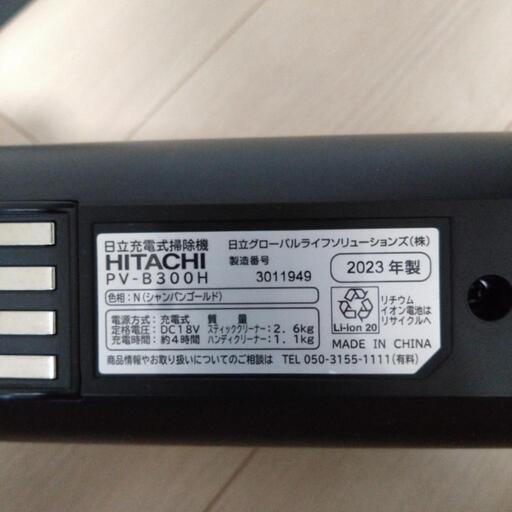 日立充電式掃除機
日立グローバルライフソリューションズ(株)
HITACHI
PV-B300H
製造番号
3011949
2023年製
色相:N(シャンパンゴールド)
電源方式:充電式
質量
定格電圧:DC18V
スティッククリーナー:2.6kg
充電時間:約4時間
ハンディクリーナー:1.1kg
Li-ion 20
リチウム
イオン電池は
リサイクルへ
MADE IN CHINA
商品情報やお取り扱いについてのご相談は TEL 050-3155-1111(有料)